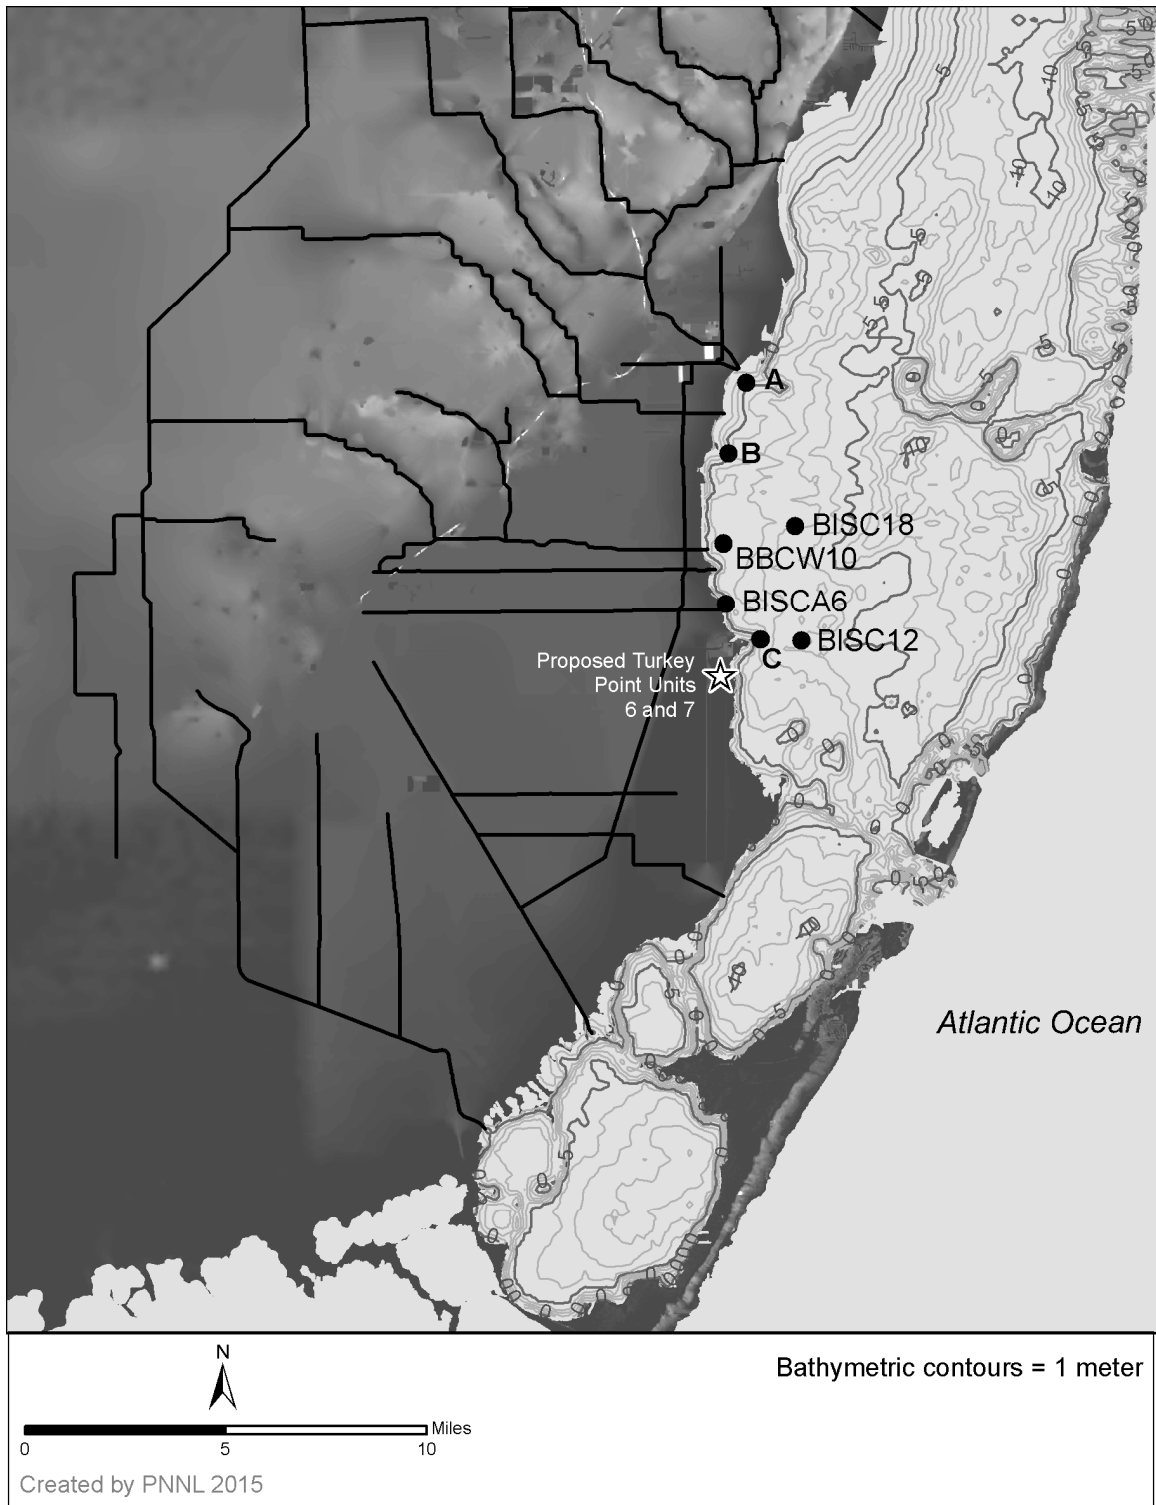 A
B
BISC18
BBCW10
BISCA6
BISC12
C
Proposed Turkey
Point Units
6 and 7
Atlantic Ocean
N
Bathymetric contours = 1 meter
Miles
0 5 10
Created by PNNL 2015